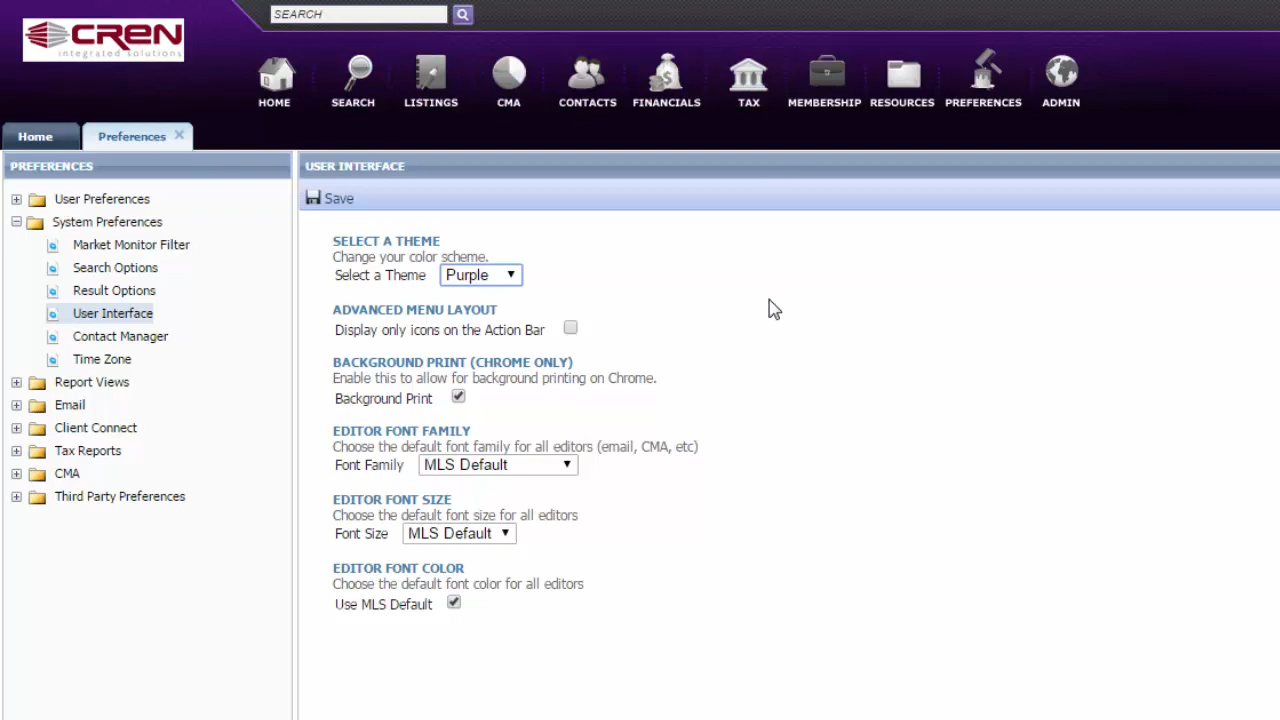 SEARCH
CREN
integrated solutions
HOME
SEARCH
LISTINGS
CMA
CONTACTS
FINANCIALS
TAX
MEMBERSHIP
RESOURCES
PREFERENCES
ADMIN
Home
Preferences
PREFERENCES
User Preferences
System Preferences
Market Monitor Filter
Search Options
Result Options
User Interface
Contact Manager
Time Zone
Report Views
Email
Client Connect
Tax Reports
CMA
Third Party Preferences
USER INTERFACE
Save
SELECT A THEME
Change your color scheme.
Select a Theme Purple
ADVANCED MENU LAYOUT
Display only icons on the Action Bar
BACKGROUND PRINT (CHROME ONLY)
Enable this to allow for background printing on Chrome.
Background Print
EDITOR FONT FAMILY
Choose the default font family for all editors (email, CMA, etc)
Font Family MLS Default
EDITOR FONT SIZE
Choose the default font size for all editors
Font Size MLS Default
EDITOR FONT COLOR
Choose the default font color for all editors
Use MLS Default